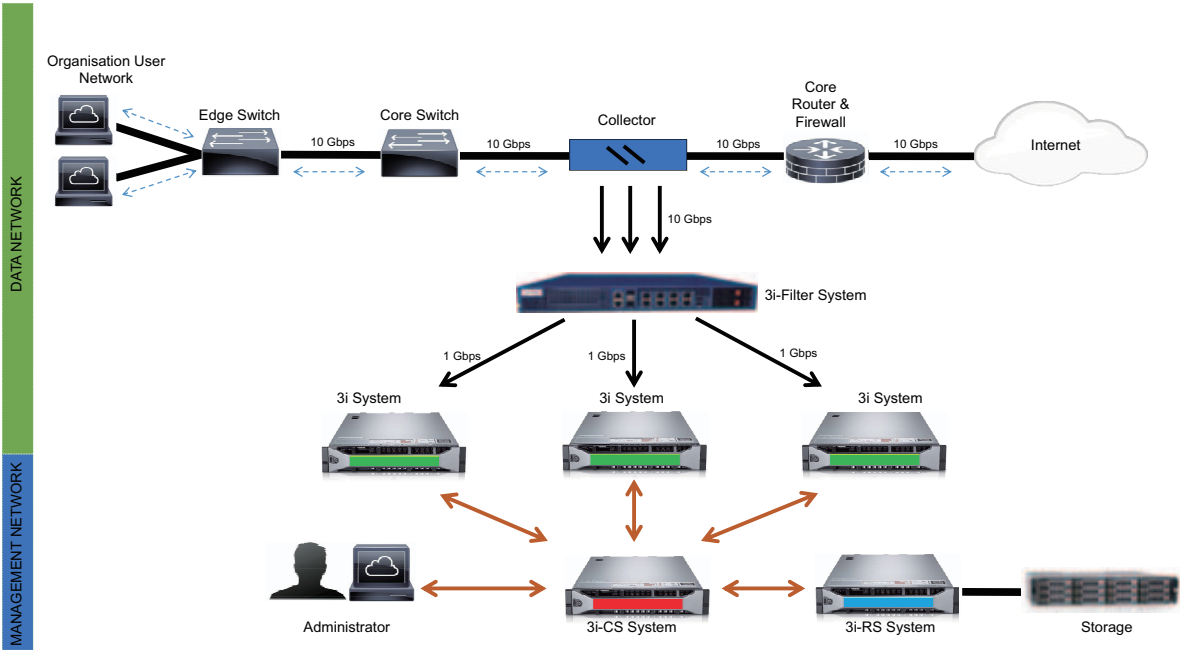 Organisation User
Network
Edge Switch
Core Switch
Collector
Core
Router &
Firewall
Internet
10 Gbps
10 Gbps
10 Gbps
10 Gbps
10 Gbps
3i-Filter System
1 Gbps
1 Gbps
1 Gbps
3i System
3i System
3i System
DATA NETWORK
MANAGEMENT NETWORK
Administrator
3i-CS System
3i-RS System
Storage